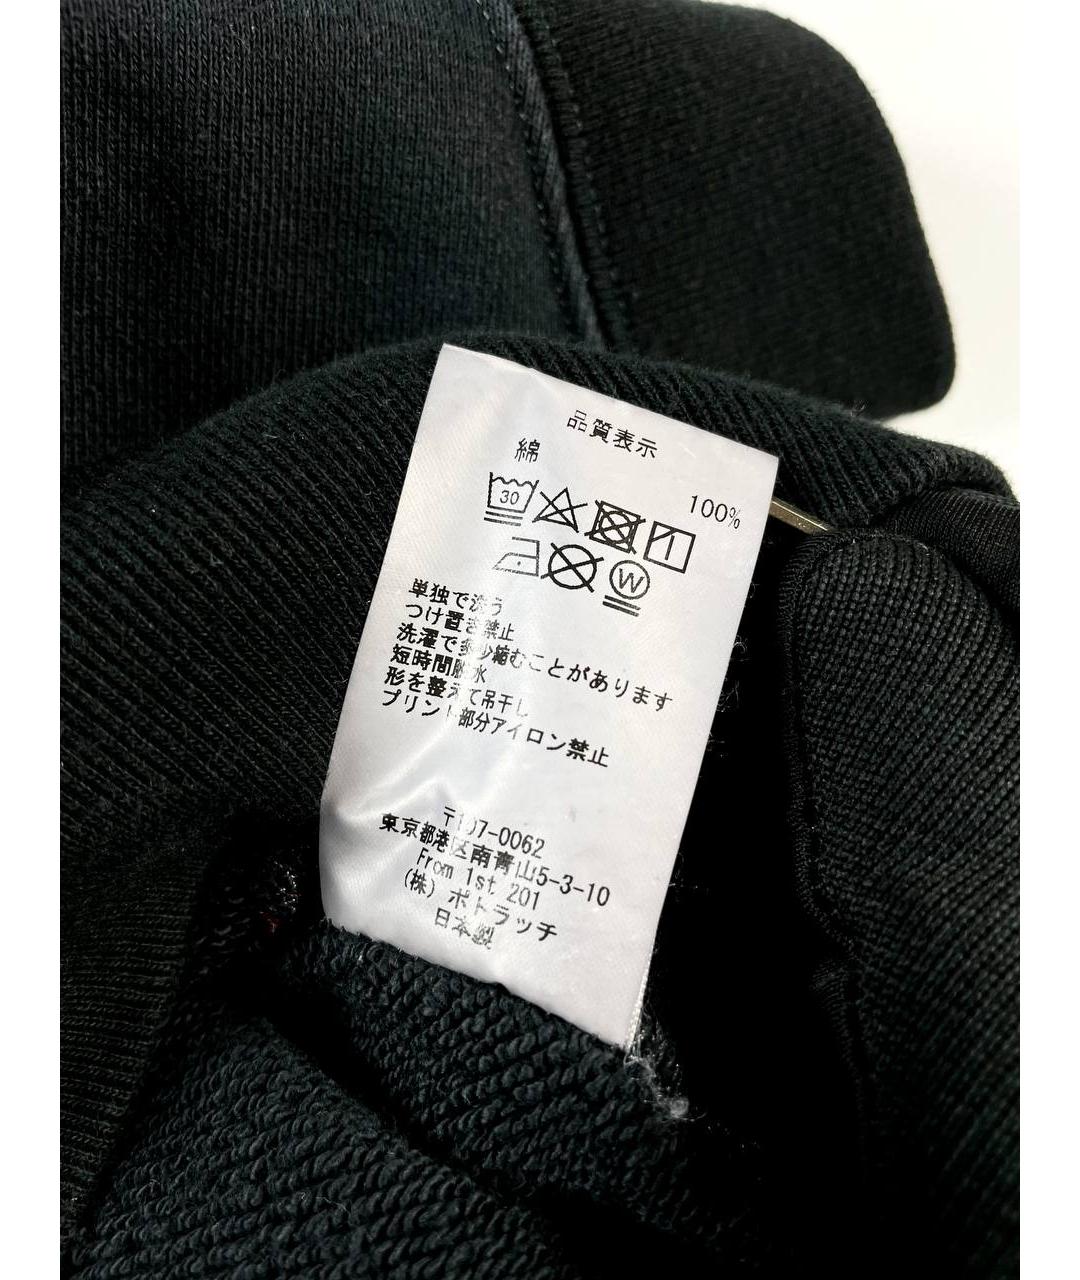 品質表示
綿 100%
30
W
単独で洗う
つけ置き禁止
洗濯で多少縮むことがあります
短時間脱水
形を整えて吊干し
プリント部分アイロン禁止
〒107-0062
東京都港区南青山5-3-10
From 1st 201
(株) ポトラッチ
日本製